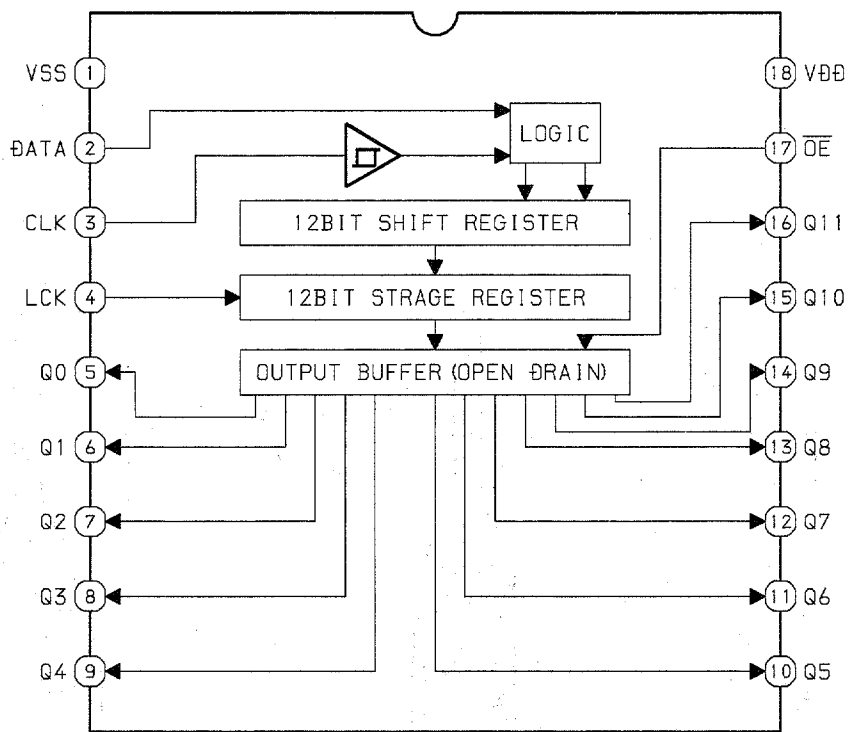 VSS 1
18 VDD
DATA 2
LOGIC
17 OE
CLK 3
12BIT SHIFT REGISTER
16 Q11
LCK 4
12BIT STRAGE REGISTER
15 Q10
Q0 5
OUTPUT BUFFER (OPEN DRAIN)
14 Q9
Q1 6
13 Q8
Q2 7
12 Q7
Q3 8
11 Q6
Q4 9
10 Q5